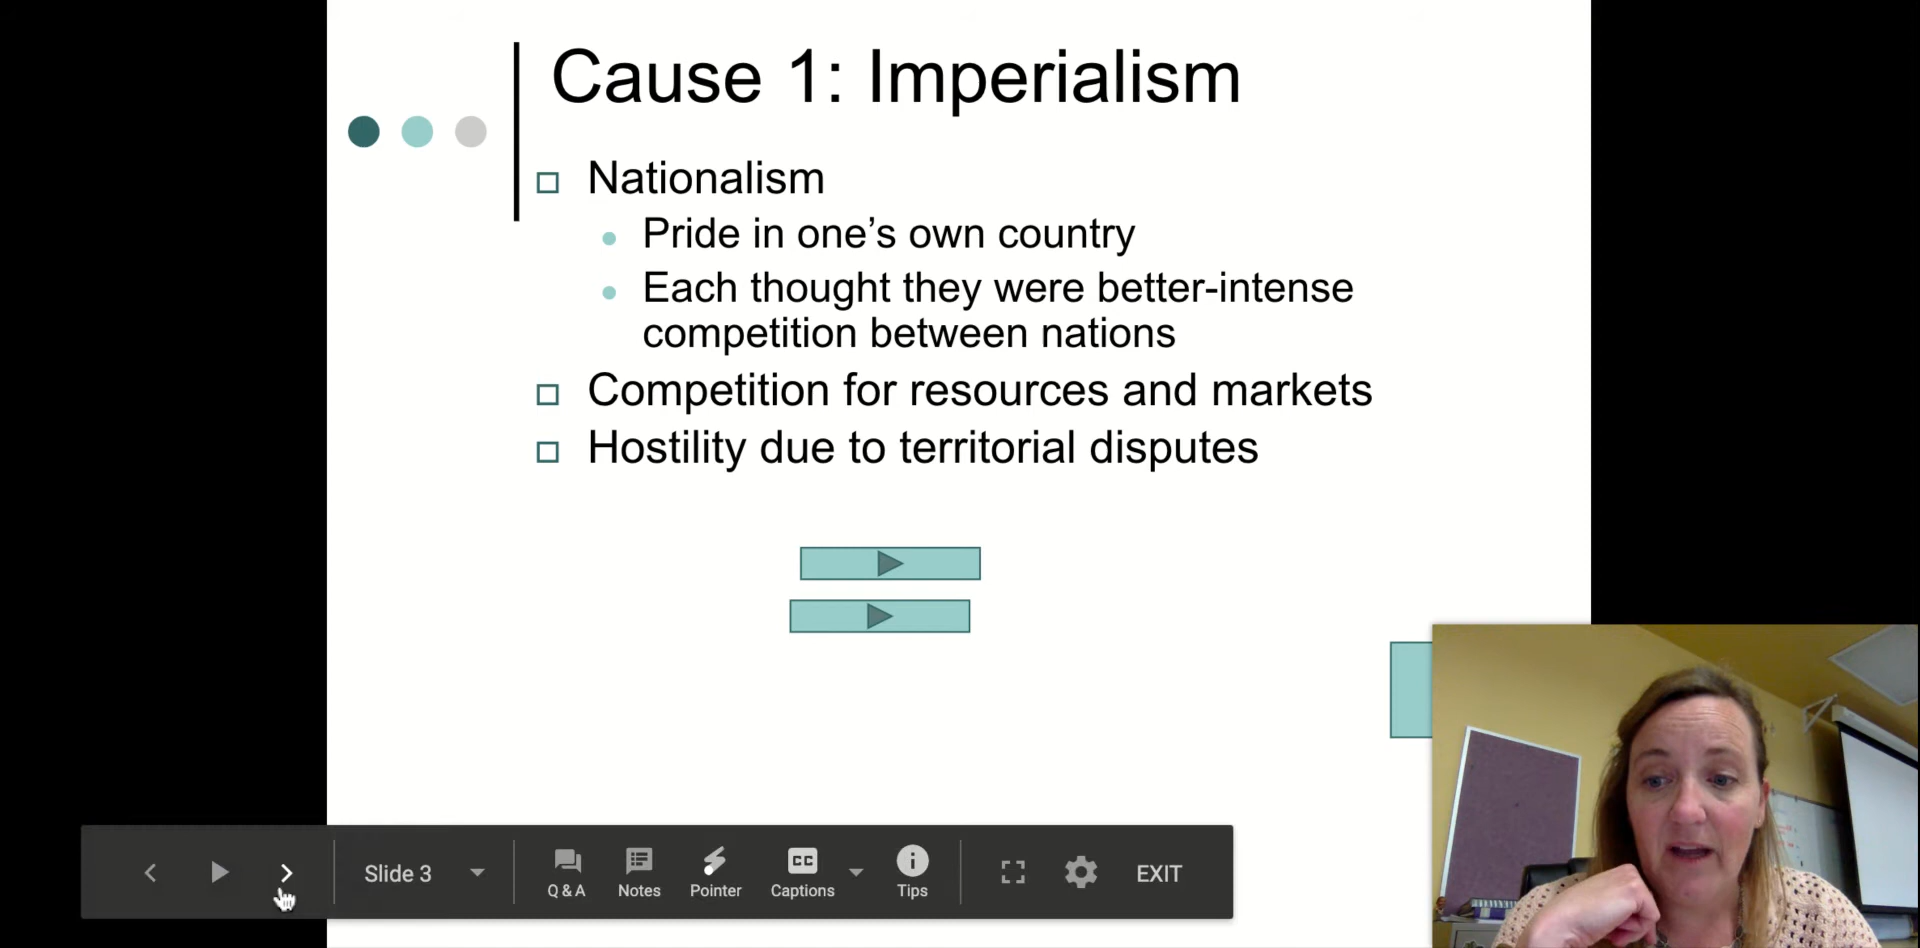 Cause 1: Imperialism
Nationalism
Pride in one's own country
Each thought they were better-intense
competition between nations
Competition for resources and markets
Hostility due to territorial disputes
Slide 3
Q & A
Notes
Pointer
CC
Captions
Tips
EXIT